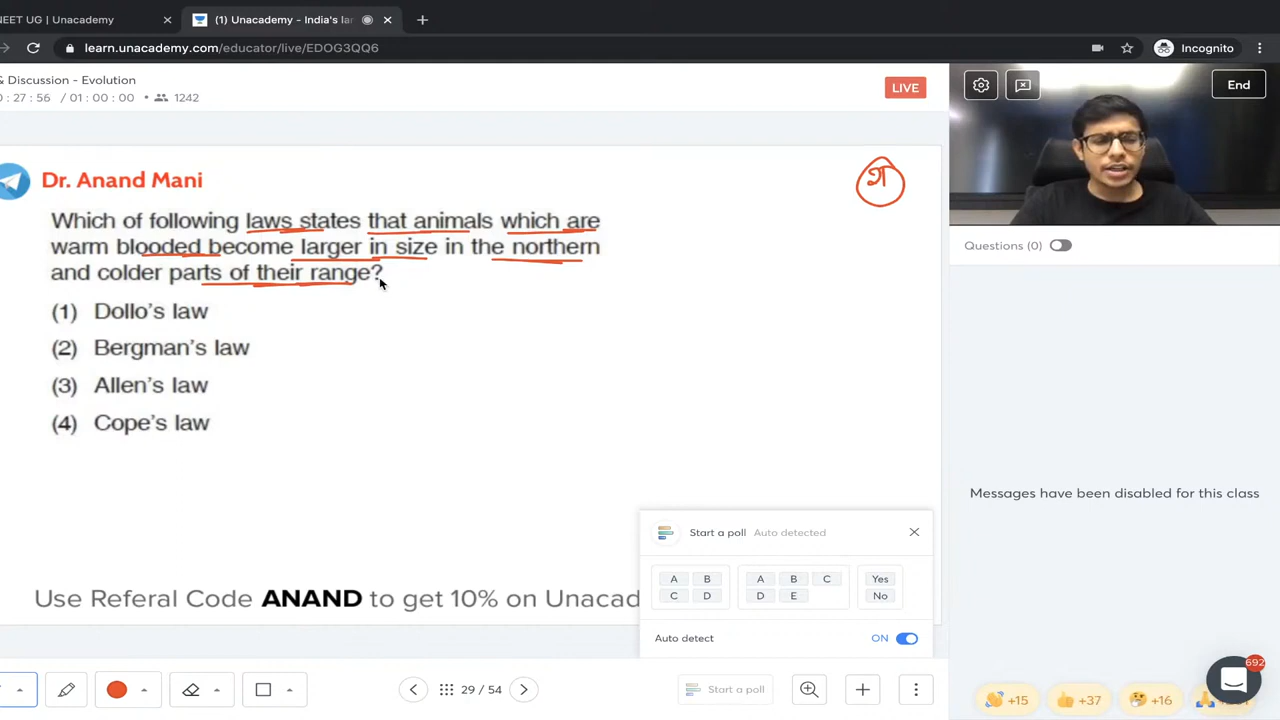 NEET UG | Unacademy
(1) Unacademy - India's lar
learn.unacademy.com/educator/live/EDOG3QQ6
Incognito
& Discussion - Evolution
: 27 : 56 / 01 : 00 : 00 • 1242
LIVE
End
Dr. Anand Mani
Which of following laws states that animals which are
warm blooded become larger in size in the northern
and colder parts of their range?
(1) Dollo's law
(2) Bergman's law
(3) Allen's law
(4) Cope's law
Questions (0)
Messages have been disabled for this class
Start a poll Auto detected
A B
C D
A B C
D E
Yes
No
Auto detect ON
Use Referal Code ANAND to get 10% on Unacad
29 / 54
Start a poll
692
+15
+37
+16